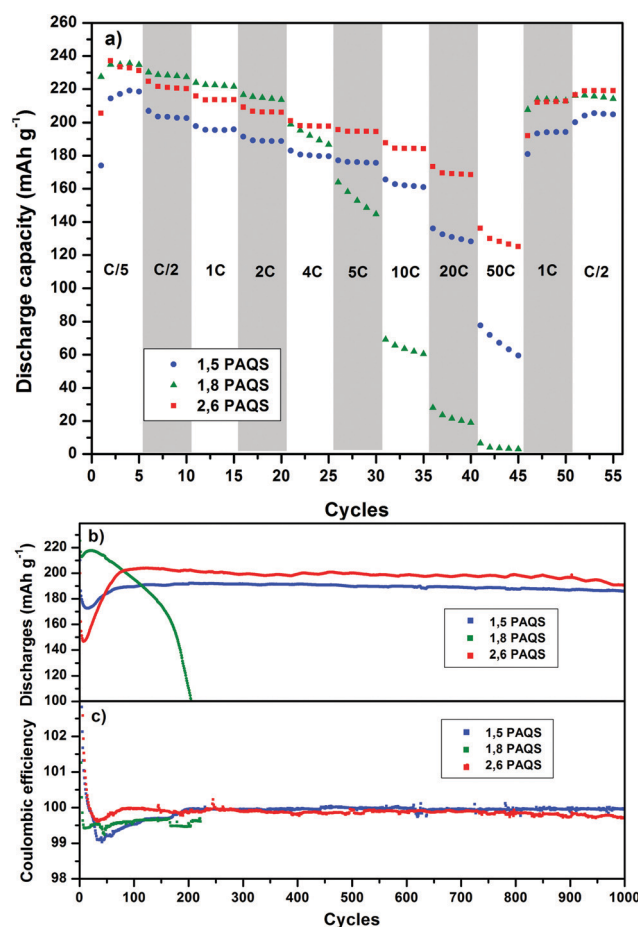 a)
Discharge capacity (mAh g⁻¹)
260
240
220
200
180
160
140
120
100
80
60
40
20
0
C/5 C/2 1C 2C 4C 5C 10C 20C 50C 1C C/2
1,5 PAQS
1,8 PAQS
2,6 PAQS
0 5 10 15 20 25 30 35 40 45 50 55
Cycles
b)
Discharges (mAh g⁻¹)
220
200
180
160
140
120
100
1,5 PAQS
1,8 PAQS
2,6 PAQS
c)
Coulombic efficiency
102
101
100
99
98
1,5 PAQS
1,8 PAQS
2,6 PAQS
0 50 200 300 400 500 600 700 800 900 1000
Cycles